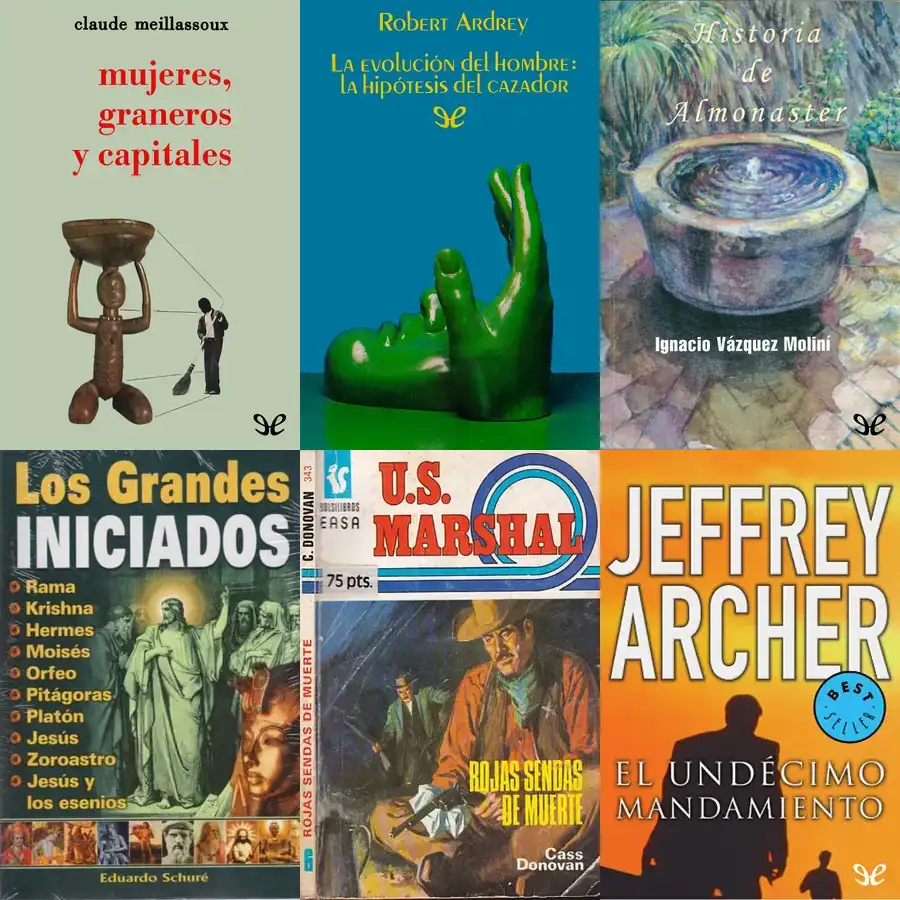 claude meillassoux
mujeres,
graneros
y capitales
Robert Ardrey
La evolución del hombre:
la hipótesis del cazador
Historia
de
Almonaster
Ignacio Vázquez Moliní
Los Grandes
INICIADOS
Rama
Krishna
Hermes
Moisés
Orfeo
Pitágoras
Platón
Jesús
Zoroastro
Jesús y
los esenios
Eduardo Schuré
343
C. DONOVAN
ROJAS SENDAS DE MUERTE
BOLSILIBROS
EASA
U.S.
MARSHAL
75 pts.
ROJAS SENDAS
DE MUERTE
Cass
Donovan
JEFFREY
ARCHER
BEST
SELLER
EL UNDÉCIMO
MANDAMIENTO